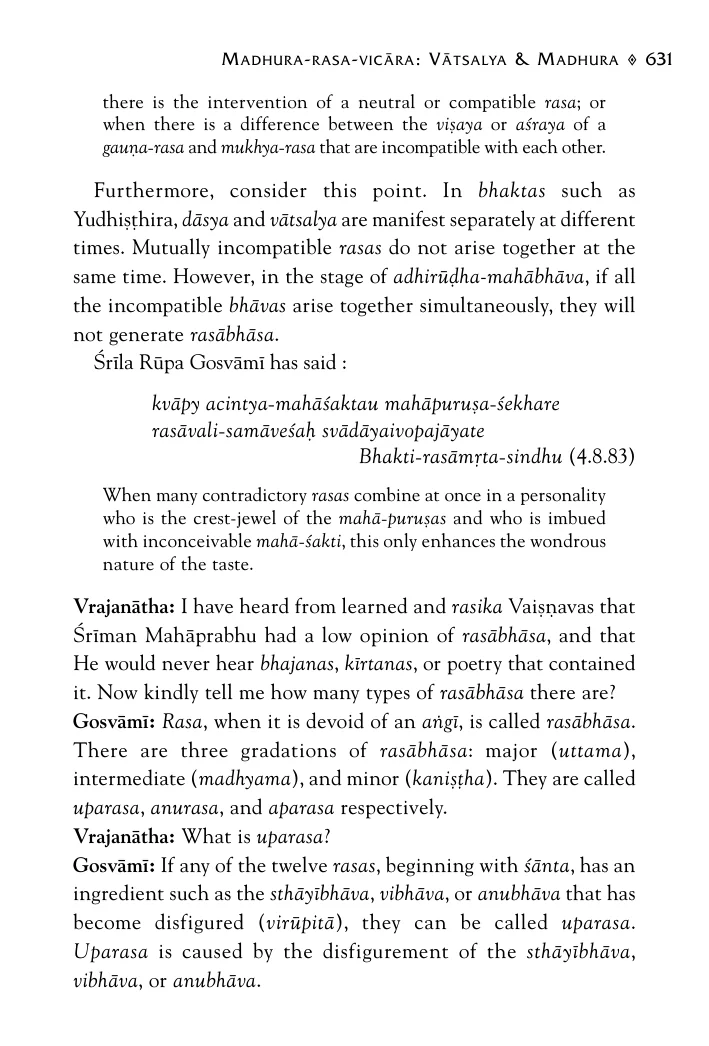 Madhura-rasa-vicāra: Vātsalya & Madhura ◈ 631
there is the intervention of a neutral or compatible rasa; or
when there is a difference between the viṣaya or aśraya of a
gauṇa-rasa and mukhya-rasa that are incompatible with each other.
Furthermore, consider this point. In bhaktas such as
Yudhiṣṭhira, dāsya and vātsalya are manifest separately at different
times. Mutually incompatible rasas do not arise together at the
same time. However, in the stage of adhirūḍha-mahābhāva, if all
the incompatible bhāvas arise together simultaneously, they will
not generate rasābhāsa.
Śrīla Rūpa Gosvāmī has said :
kvāpy acintya-mahāśaktau mahāpuruṣa-śekhare
rasāvali-samāveśaḥ svādāyaivopajāyate
Bhakti-rasāmṛta-sindhu (4.8.83)
When many contradictory rasas combine at once in a personality
who is the crest-jewel of the mahā-puruṣas and who is imbued
with inconceivable mahā-śakti, this only enhances the wondrous
nature of the taste.
Vrajanātha: I have heard from learned and rasika Vaiṣṇavas that
Śrīman Mahāprabhu had a low opinion of rasābhāsa, and that
He would never hear bhajanas, kīrtanas, or poetry that contained
it. Now kindly tell me how many types of rasābhāsa there are?
Gosvāmī: Rasa, when it is devoid of an aṅgī, is called rasābhāsa.
There are three gradations of rasābhāsa: major (uttama),
intermediate (madhyama), and minor (kaniṣṭha). They are called
uparasa, anurasa, and aparasa respectively.
Vrajanātha: What is uparasa?
Gosvāmī: If any of the twelve rasas, beginning with śānta, has an
ingredient such as the sthāyībhāva, vibhāva, or anubhāva that has
become disfigured (virūpitā), they can be called uparasa.
Uparasa is caused by the disfigurement of the sthāyībhāva,
vibhāva, or anubhāva.